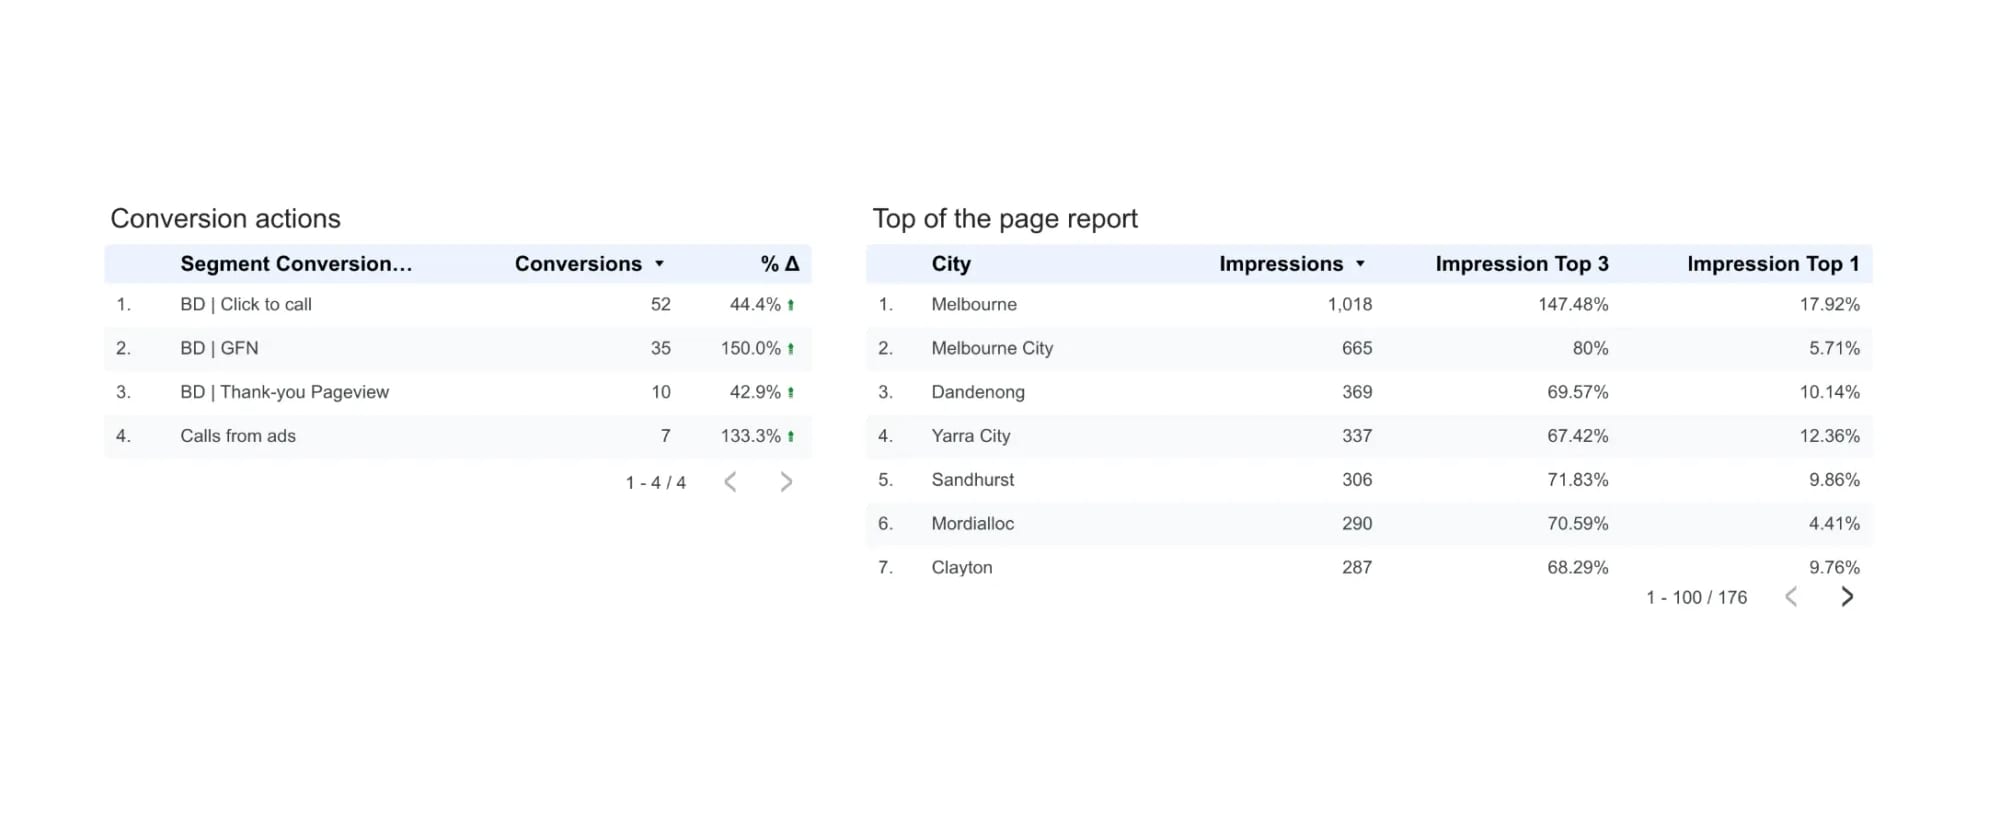 Conversion actions
Segment Conversion... Conversions % Δ
1. BD | Click to call 52 44.4%
2. BD | GFN 35 150.0%
3. BD | Thank-you Pageview 10 42.9%
4. Calls from ads 7 133.3%
1 - 4 / 4
Top of the page report
City Impressions Impression Top 3 Impression Top 1
1. Melbourne 1,018 147.48% 17.92%
2. Melbourne City 665 80% 5.71%
3. Dandenong 369 69.57% 10.14%
4. Yarra City 337 67.42% 12.36%
5. Sandhurst 306 71.83% 9.86%
6. Mordialloc 290 70.59% 4.41%
7. Clayton 287 68.29% 9.76%
1 - 100 / 176